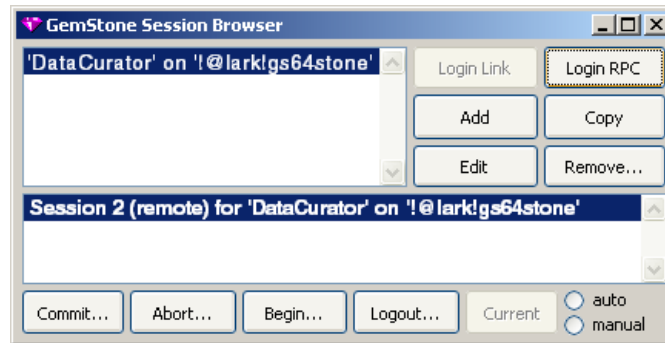 GemStone Session Browser
'DataCurator' on '!@lark!gs64stone'
Login Link
Login RPC
Add
Copy
Edit
Remove...
Session 2 (remote) for 'DataCurator' on '!@lark!gs64stone'
Commit...
Abort...
Begin...
Logout...
Current
auto
manual